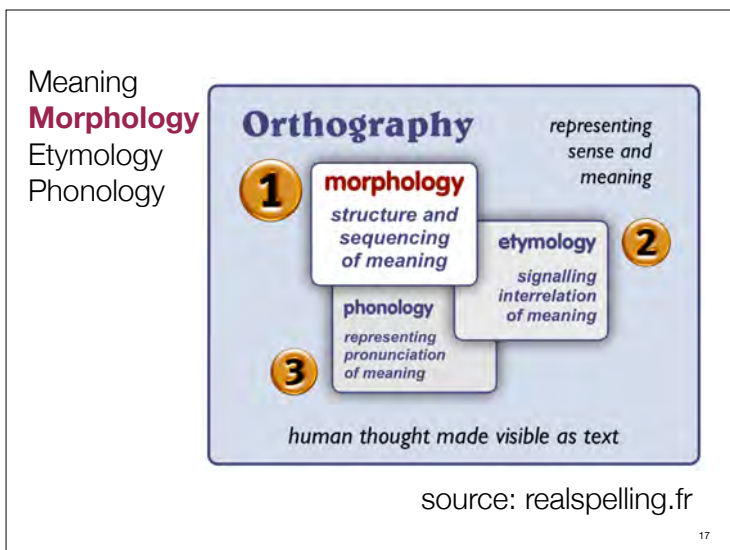 Meaning
Morphology
Etymology
Phonology
Orthography
representing
sense and
meaning
1
morphology
structure and
sequencing
of meaning
2
etymology
signalling
interrelation
of meaning
3
phonology
representing
pronunciation
of meaning
human thought made visible as text
source: realspelling.fr
17